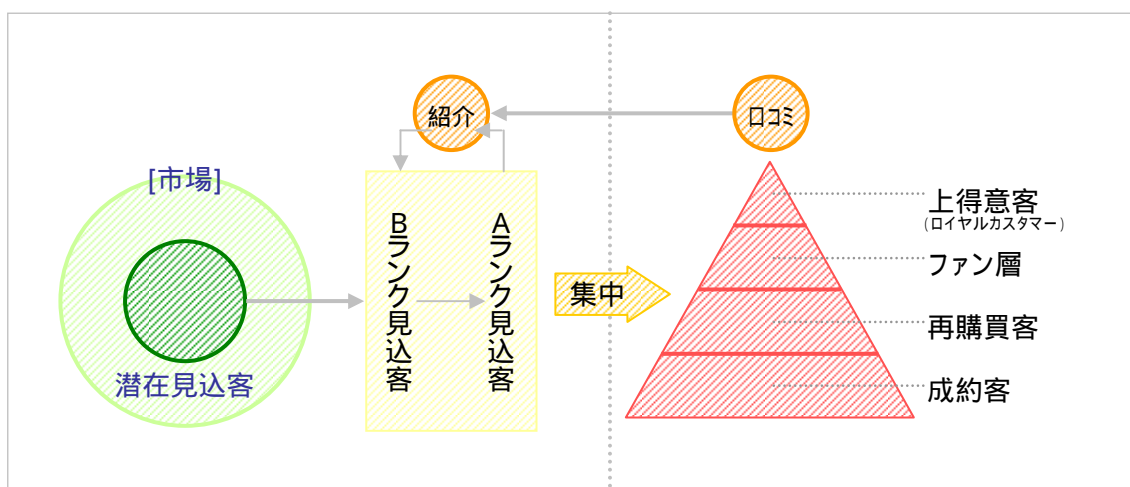 紹介
口コミ
[市場]
潜在見込客
Bランク見込客
Aランク見込客
集中
上得意客
(ロイヤルカスタマー)
ファン層
再購買客
成約客